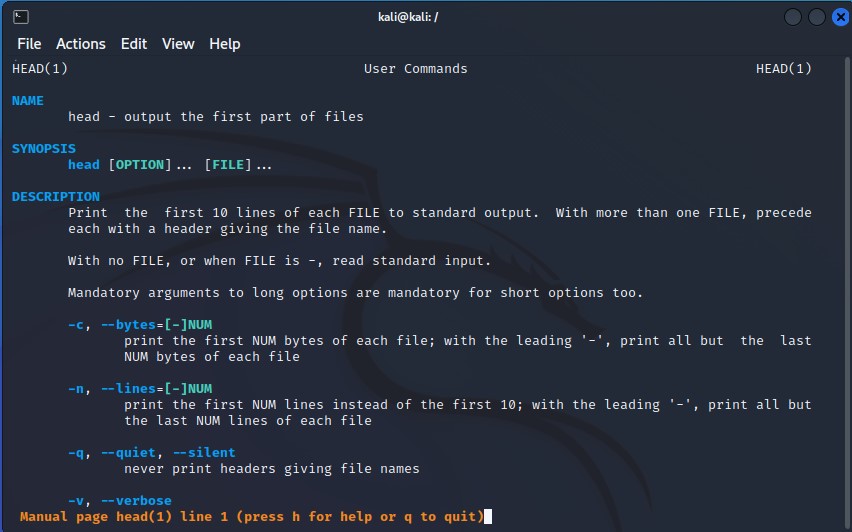 kali@kali: /
File Actions Edit View Help
HEAD(1) User Commands HEAD(1)
NAME
head - output the first part of files
SYNOPSIS
head [OPTION]... [FILE]...
DESCRIPTION
Print the first 10 lines of each FILE to standard output. With more than one FILE, precede
each with a header giving the file name.
With no FILE, or when FILE is -, read standard input.
Mandatory arguments to long options are mandatory for short options too.
-c, --bytes=[-]NUM
print the first NUM bytes of each file; with the leading '-', print all but the last
NUM bytes of each file
-n, --lines=[-]NUM
print the first NUM lines instead of the first 10; with the leading '-', print all but
the last NUM lines of each file
-q, --quiet, --silent
never print headers giving file names
-v, --verbose
Manual page head(1) line 1 (press h for help or q to quit)